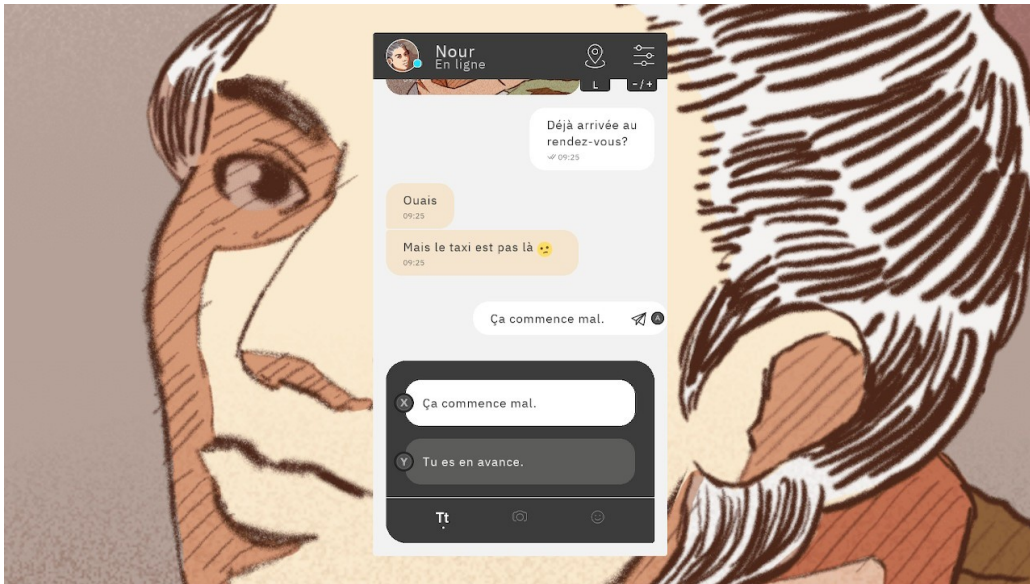 Nour
En ligne
L
-/+
Déjà arrivée au
rendez-vous?
09:25
Ouais
09:25
Mais le taxi est pas là
09:25
Ça commence mal.
A
X
Ça commence mal.
Y
Tu es en avance.
Tt